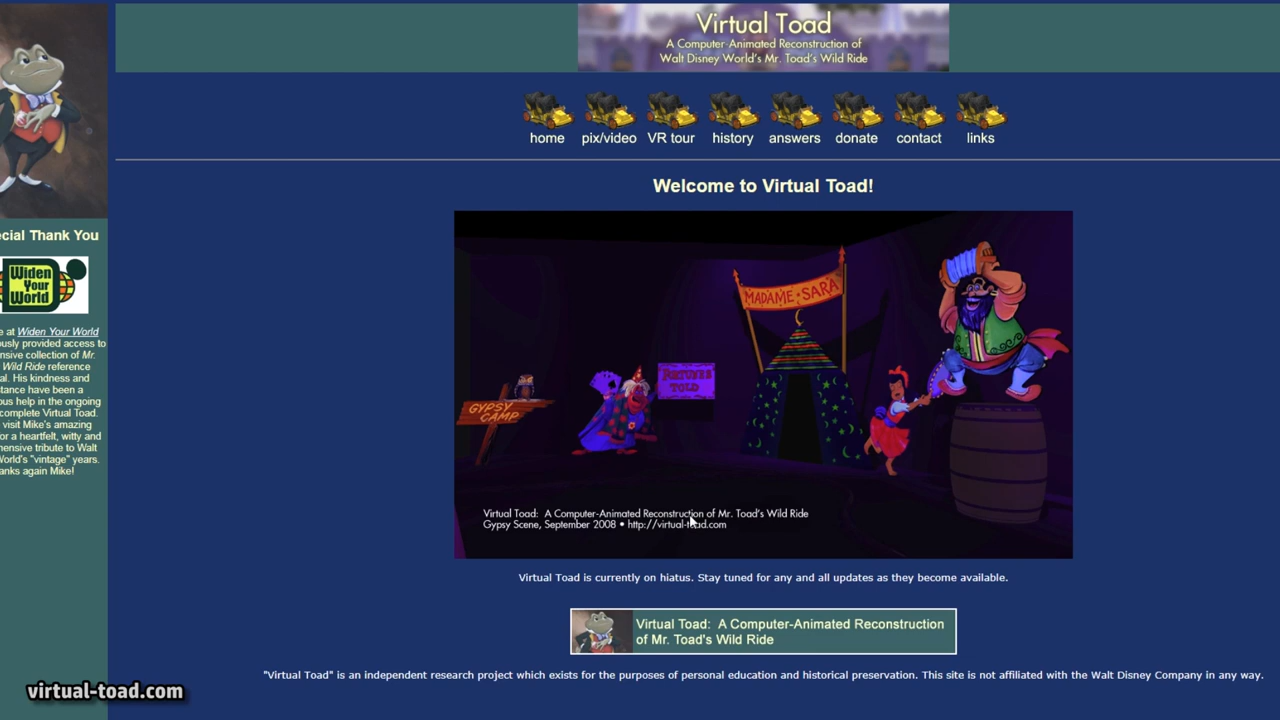 Virtual Toad
A Computer-Animated Reconstruction of
Walt Disney World's Mr. Toad's Wild Ride
home pix/video VR tour history answers donate contact links
Welcome to Virtual Toad!
MADAME·SARA
FORTUNES
TOLD
GYPSY
CAMP
Virtual Toad: A Computer-Animated Reconstruction of Mr. Toad's Wild Ride
Gypsy Scene, September 2008 • http://virtual-toad.com
Virtual Toad is currently on hiatus. Stay tuned for any and all updates as they become available.
Virtual Toad: A Computer-Animated Reconstruction
of Mr. Toad's Wild Ride
"Virtual Toad" is an independent research project which exists for the purposes of personal education and historical preservation. This site is not affiliated with the Walt Disney Company in any way.
ecial Thank You
Widen
Your
World
e at Widen Your World
ously provided access to
ensive collection of Mr.
Wild Ride reference
al. His kindness and
stance have been a
ous help in the ongoing
complete Virtual Toad.
visit Mike's amazing
or a heartfelt, witty and
hensive tribute to Walt
World's "vintage" years.
anks again Mike!
virtual-toad.com